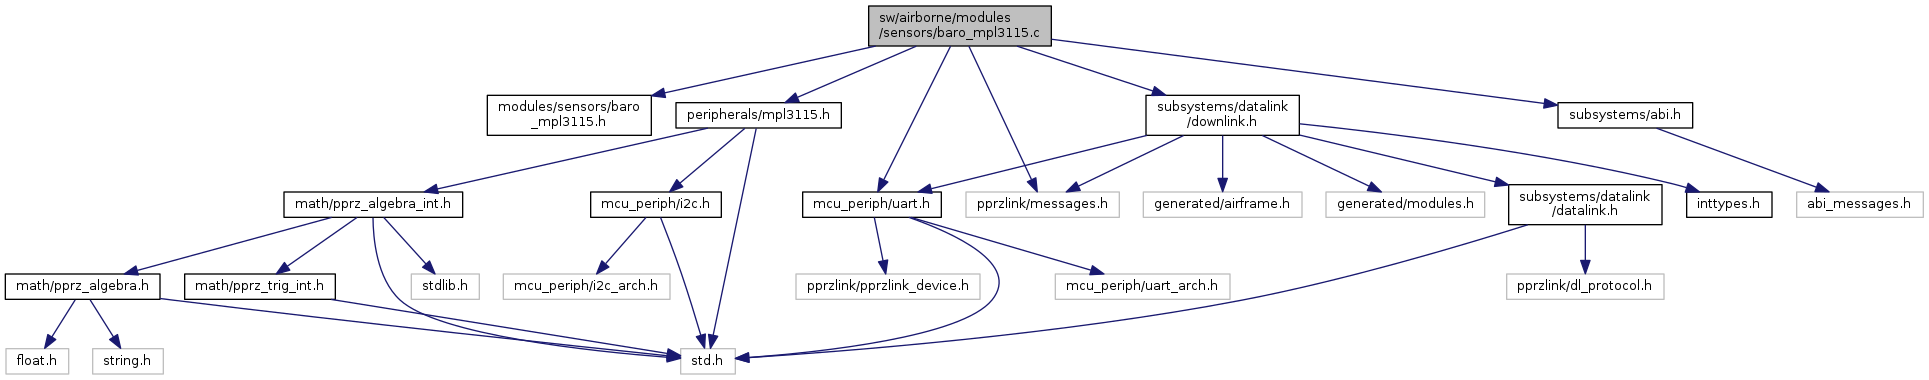 sw/airborne/modules
/sensors/baro_mpl3115.c
modules/sensors/baro
_mpl3115.h
peripherals/mpl3115.h
subsystems/datalink
/downlink.h
subsystems/abi.h
math/pprz_algebra_int.h
mcu_periph/i2c.h
mcu_periph/uart.h
pprzlink/messages.h
generated/airframe.h
generated/modules.h
subsystems/datalink
/datalink.h
inttypes.h
abi_messages.h
math/pprz_algebra.h
math/pprz_trig_int.h
stdlib.h
mcu_periph/i2c_arch.h
pprzlink/pprzlink_device.h
mcu_periph/uart_arch.h
pprzlink/dl_protocol.h
float.h
string.h
std.h